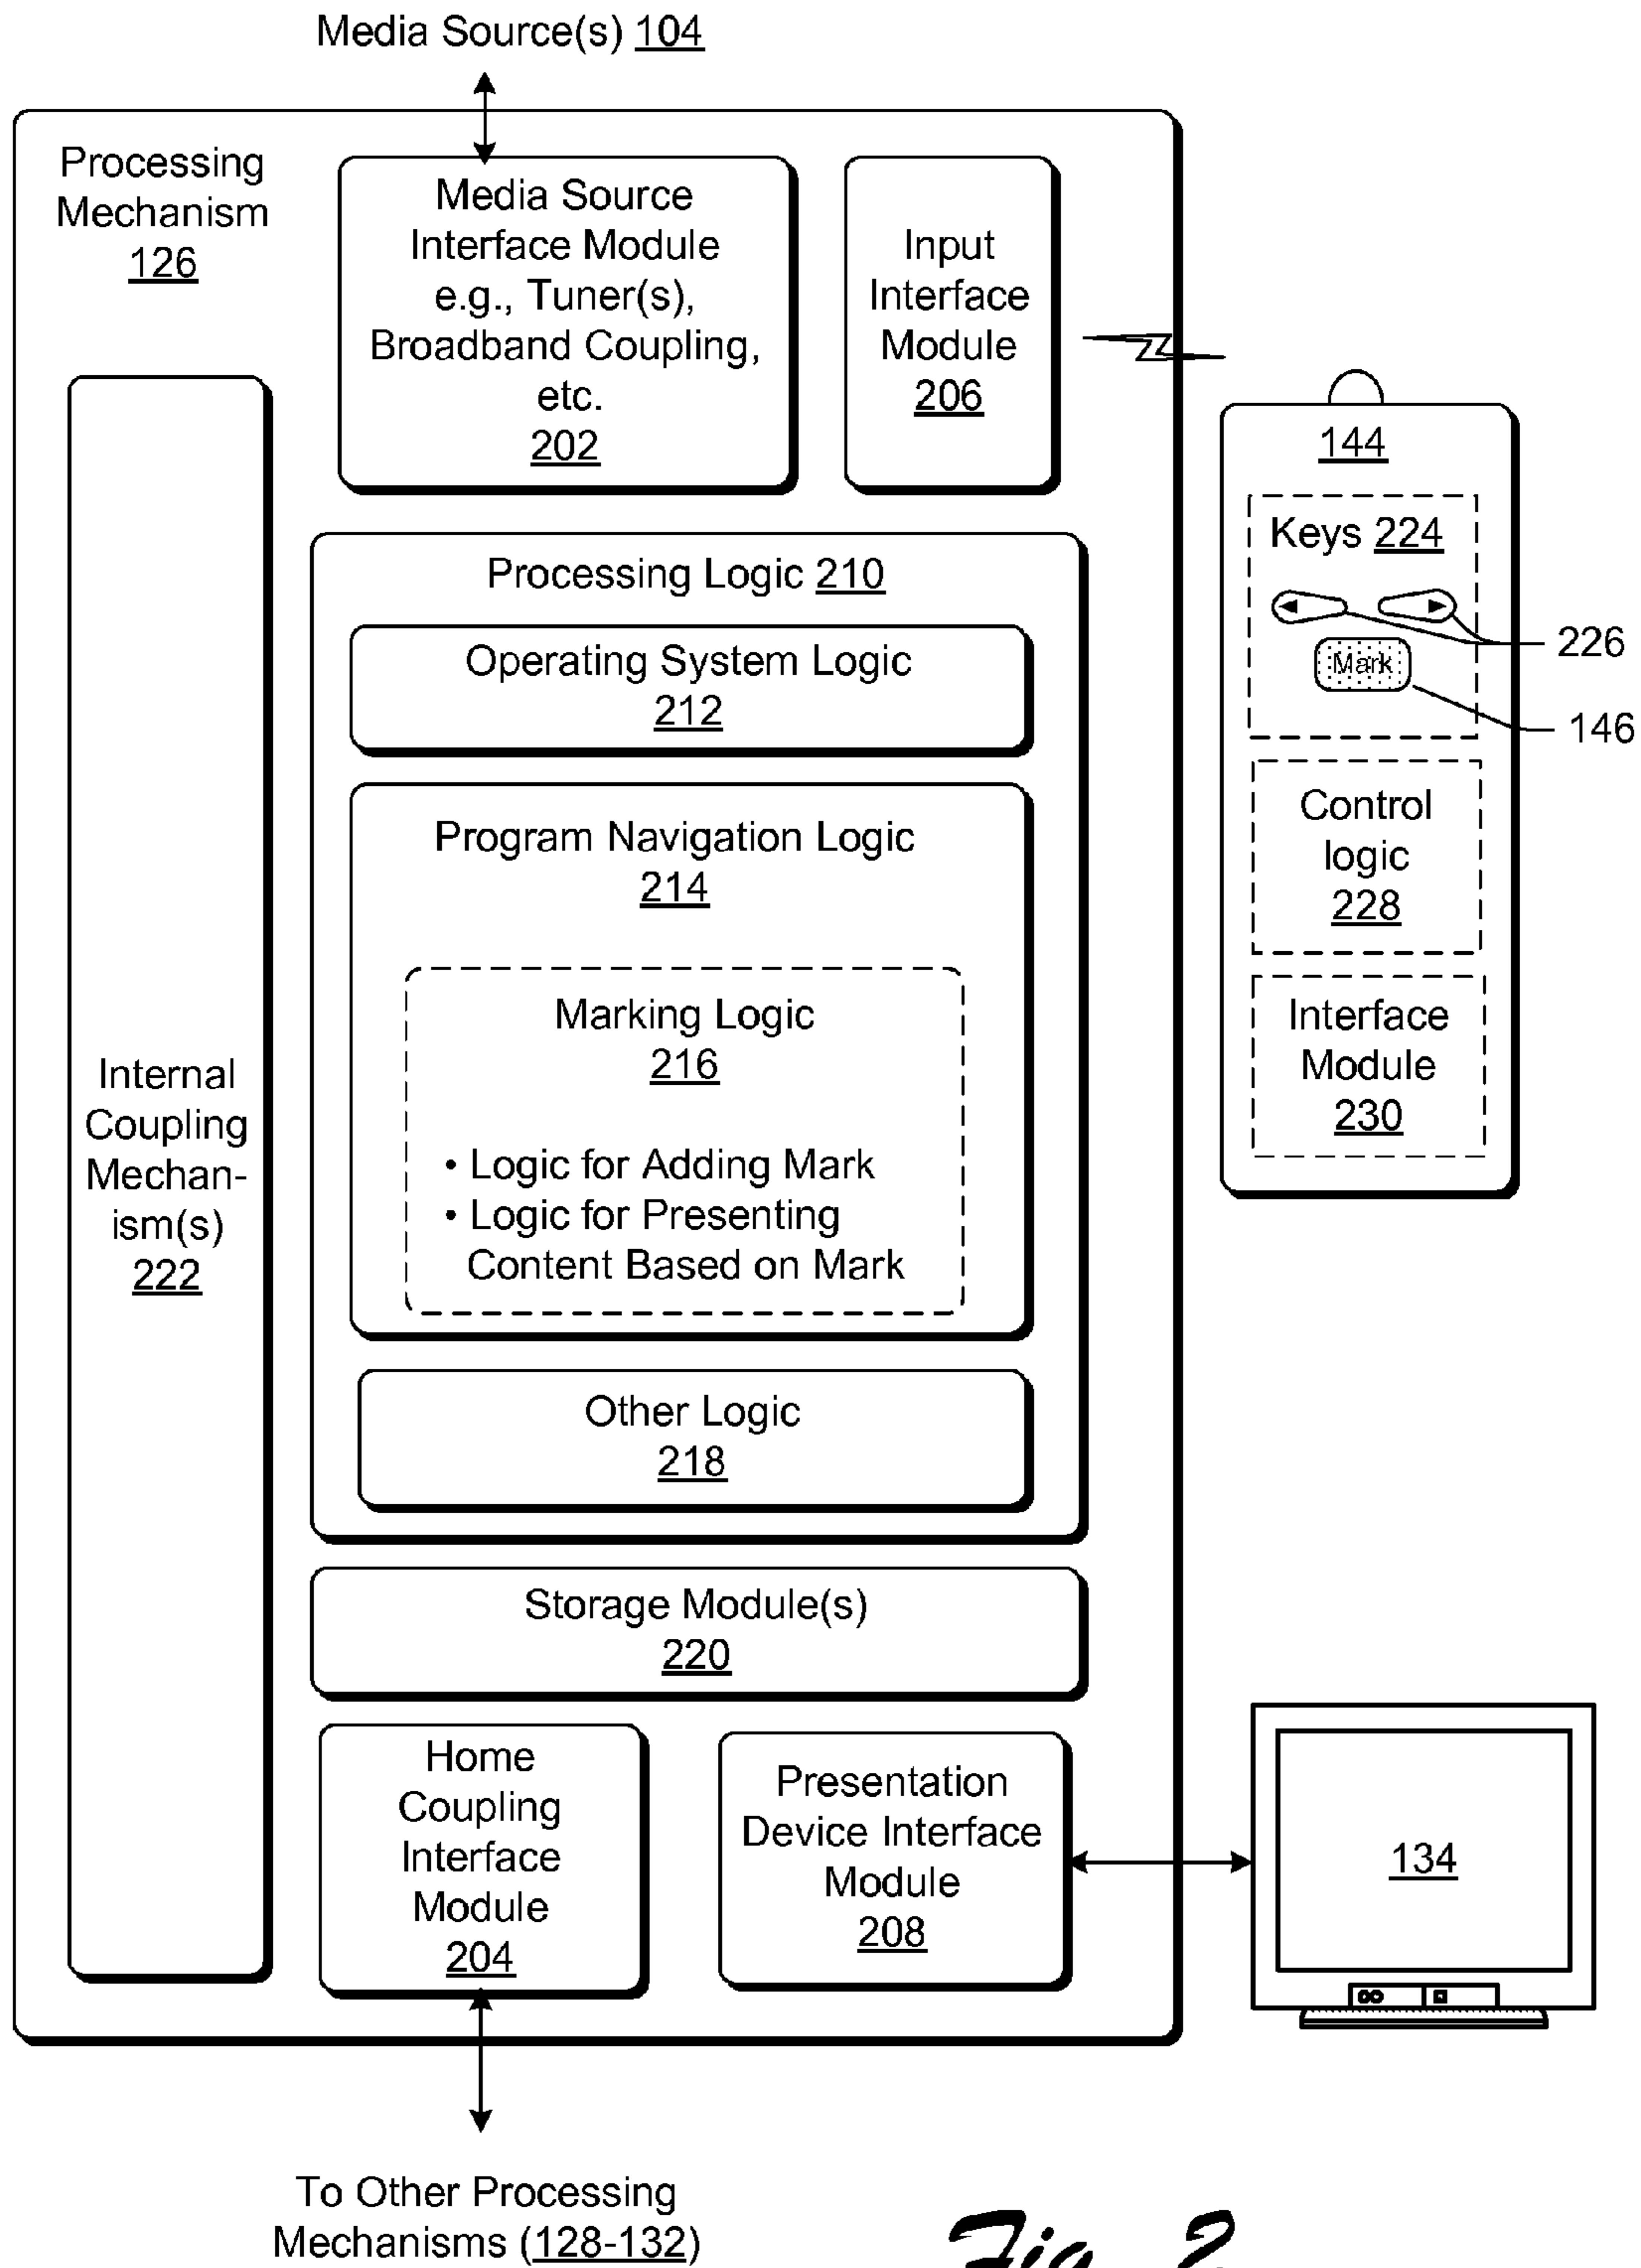 Media Source(s) 104
Processing
Mechanism
126
Media Source
Interface Module
e.g., Tuner(s),
Broadband Coupling,
etc.
202
Input
Interface
Module
206
144
Keys 224
Mark
226
146
Control
logic
228
Interface
Module
230
Internal
Coupling
Mechan-
ism(s)
222
Processing Logic 210
Operating System Logic
212
Program Navigation Logic
214
Marking Logic
216
• Logic for Adding Mark
• Logic for Presenting
Content Based on Mark
Other Logic
218
Storage Module(s)
220
Home
Coupling
Interface
Module
204
Presentation
Device Interface
Module
208
134
To Other Processing
Mechanisms (128-132)
Fig. 2